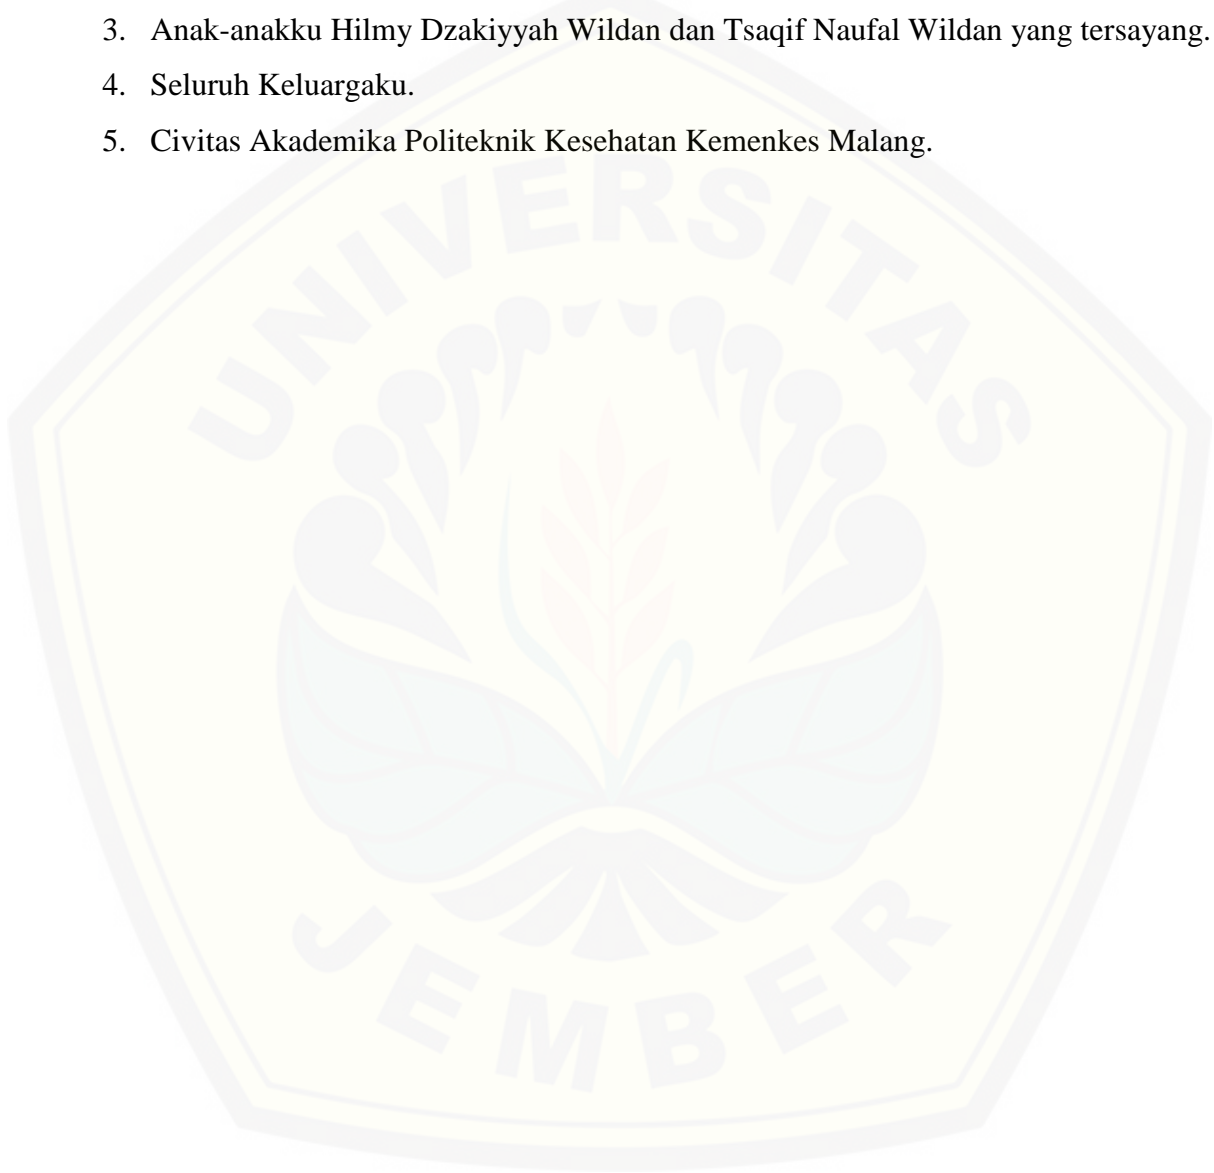 3. Anak-anakku Hilmy Dzakiyyah Wildan dan Tsaqif Naufal Wildan yang tersayang.
4. Seluruh Keluargaku.
5. Civitas Akademika Politeknik Kesehatan Kemenkes Malang.
UNIVERSITAS
JEMBER